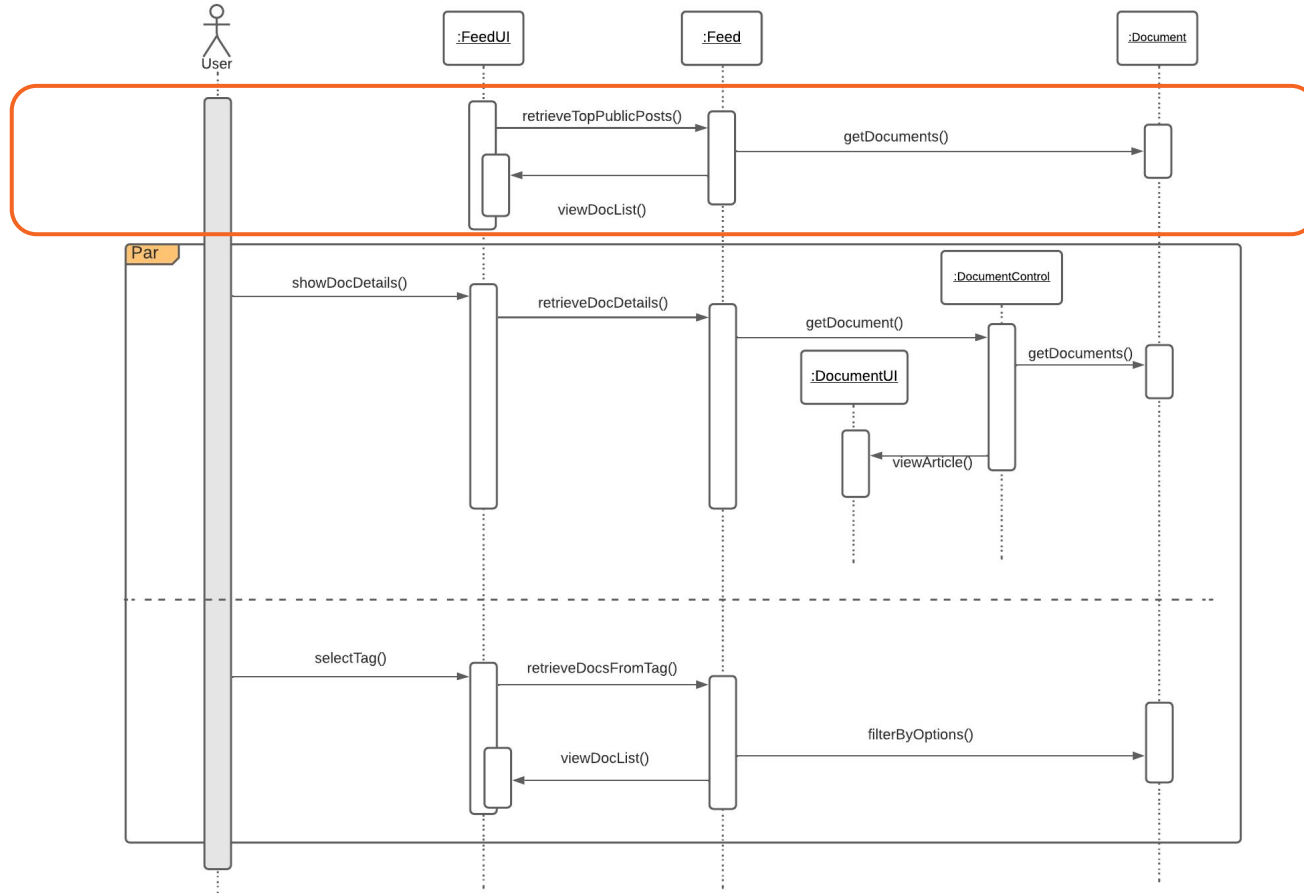 User
:FeedUI
:Feed
:Document
retrieveTopPublicPosts()
getDocuments()
viewDocList()
Par
:DocumentControl
showDocDetails()
retrieveDocDetails()
getDocument()
getDocuments()
:DocumentUI
viewArticle()
selectTag()
retrieveDocsFromTag()
filterByOptions()
viewDocList()